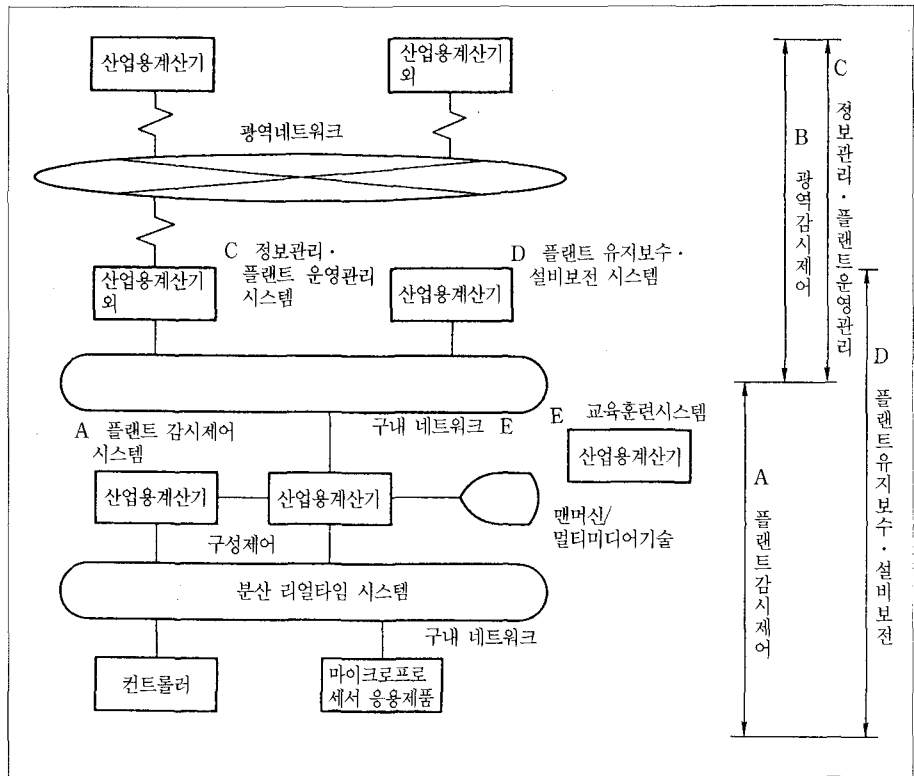 산업용계산기
산업용계산기
외
광역네트워크
산업용계산기
외
C 정보관리·
플랜트 운영관리
시스템
D 플랜트 유지보수·
설비보전 시스템
산업용계산기
A 플랜트 감시제어
시스템
구내 네트워크 E
E 교육훈련시스템
산업용계산기
산업용계산기
산업용계산기
맨머신/
멀티미디어기술
구성제어
분산 리얼타임 시스템
구내 네트워크
컨트롤러
마이크로프로
세서 응용제품
B 광역감시제어
C 정보관리·플랜트운영관리
A 플랜트감시제어
D 플랜트유지보수·설비보전